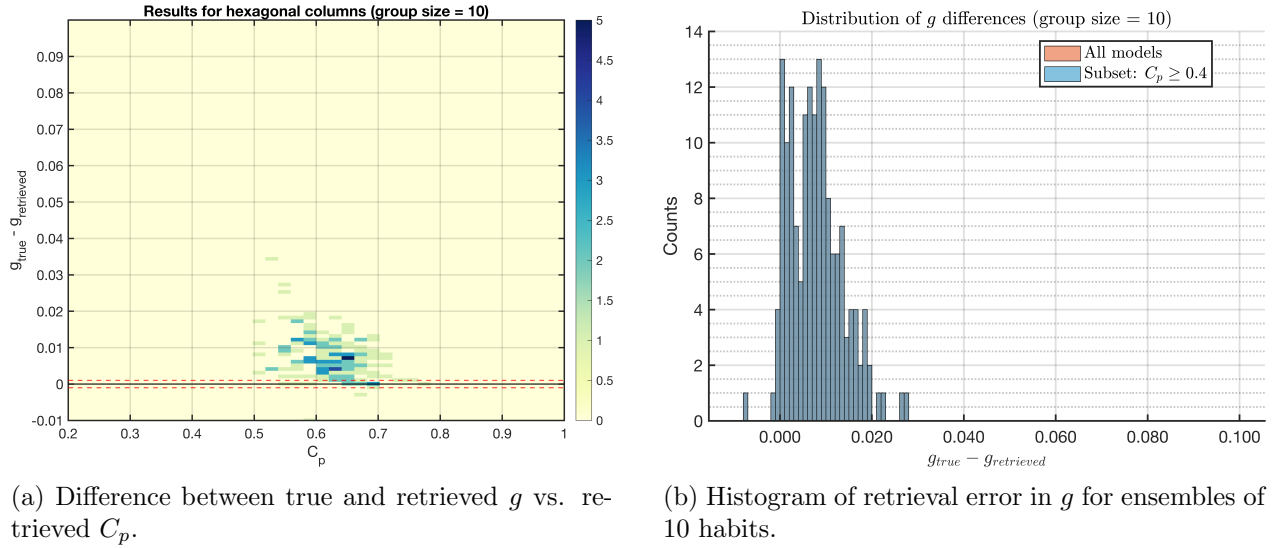 Results for hexagonal columns (group size = 10)
g_true - g_retrieved
0.09
0.08
0.07
0.06
0.05
0.04
0.03
0.02
0.01
0
-0.01
0.2 0.3 0.4 0.5 0.6 0.7 0.8 0.9 1
C_p
5
4.5
4
3.5
3
2.5
2
1.5
1
0.5
0
(a) Difference between true and retrieved g vs. re-
trieved C_p.
Distribution of g differences (group size = 10)
All models
Subset: C_p ≥ 0.4
Counts
14
12
10
8
6
4
2
0
0.000 0.020 0.040 0.060 0.080 0.100
g_true − g_retrieved
(b) Histogram of retrieval error in g for ensembles of
10 habits.